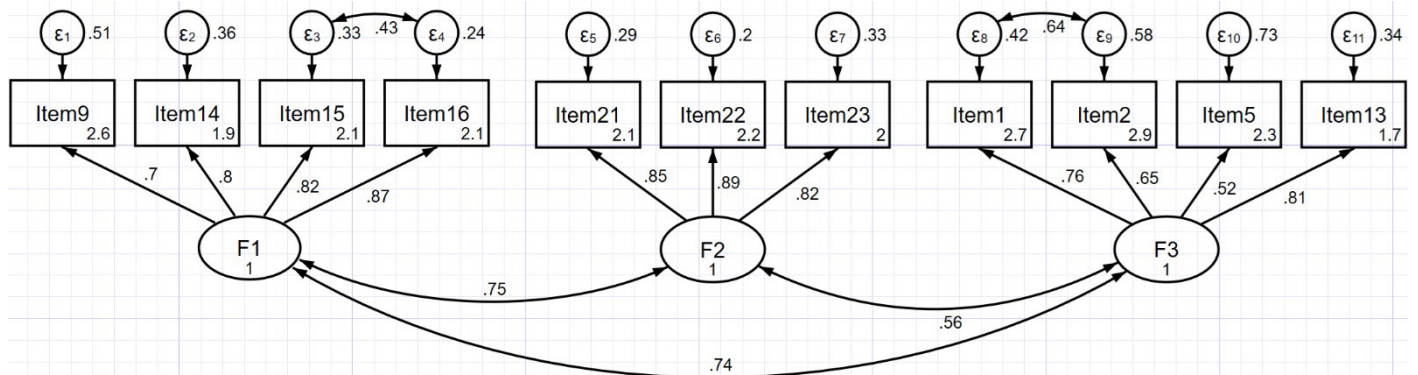 ε1 .51 ε2 .36 ε3 .33 .43 ε4 .24 ε5 .29 ε6 .2 ε7 .33 ε8 .42 .64 ε9 .58 ε10 .73 ε11 .34
Item9 Item14 Item15 Item16 Item21 Item22 Item23 Item1 Item2 Item5 Item13
2.6 1.9 2.1 2.1 2.1 2.2 2 2.7 2.9 2.3 1.7
.7 .8 .82 .87 .85 .89 .82 .76 .65 .52 .81
F1 F2 F3
1 1 1
.75 .56
.74